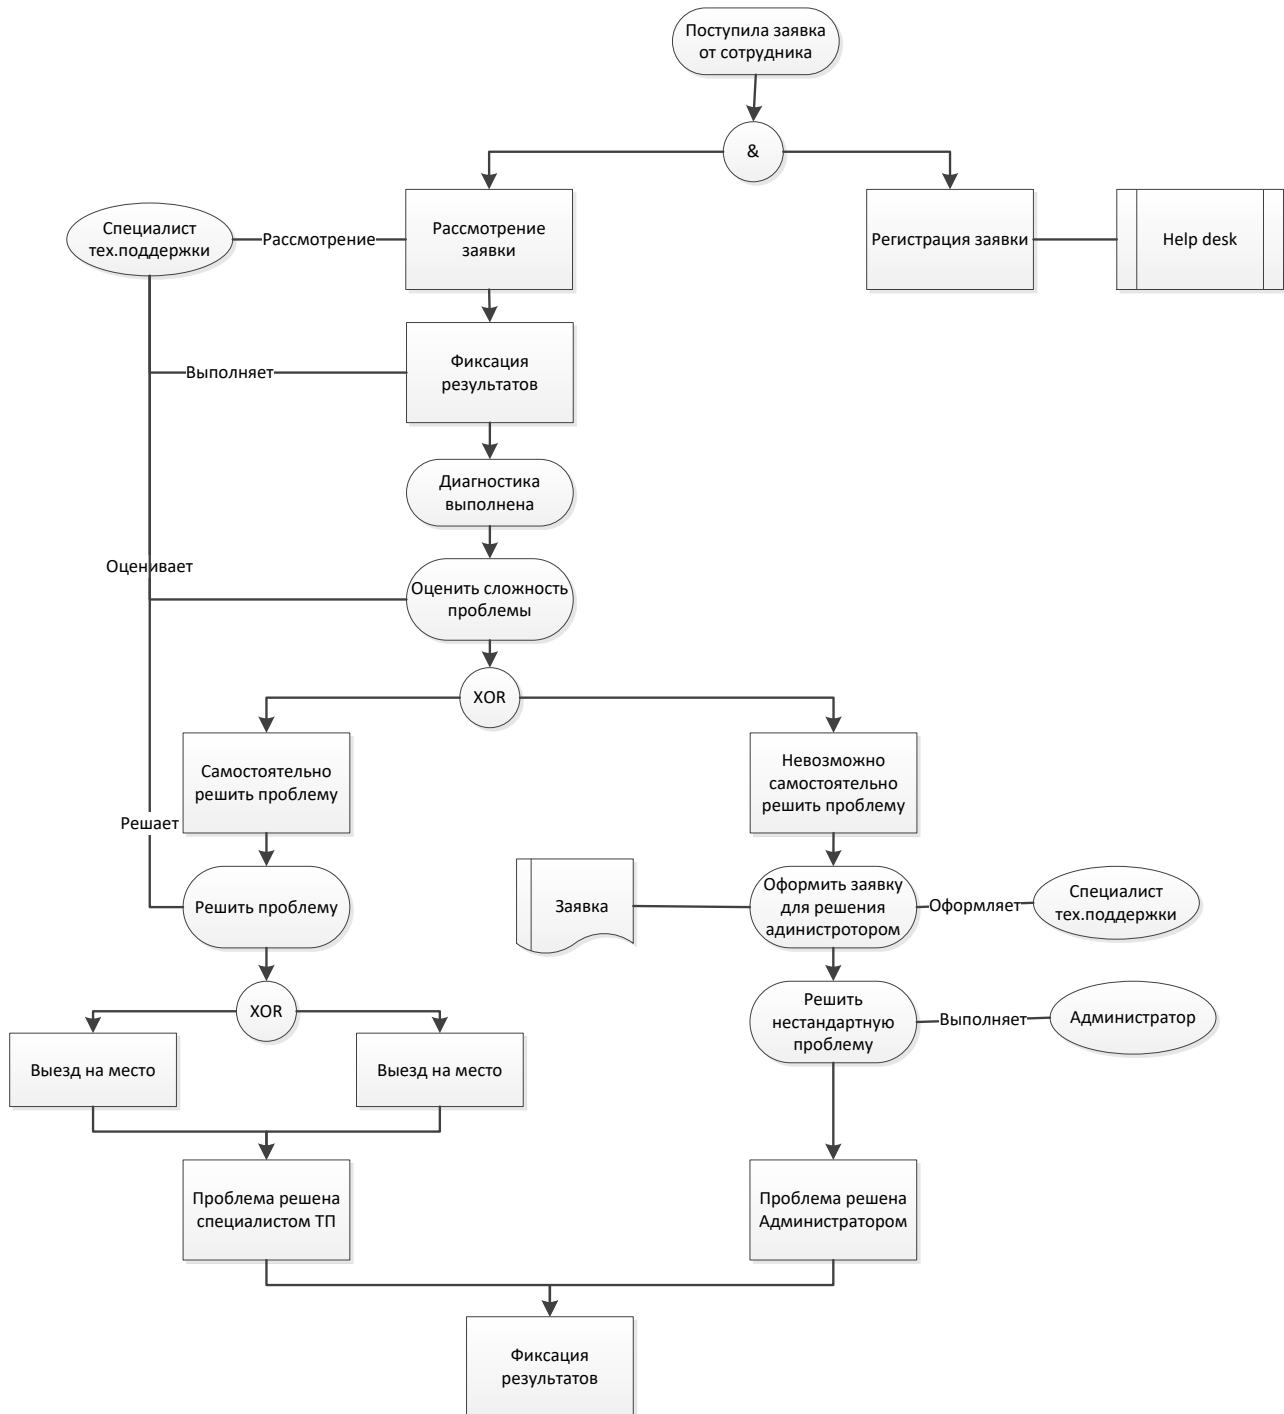 Поступила заявка
от сотрудника
&
Специалист
тех.поддержки
Рассмотрение
Рассмотрение
заявки
Регистрация заявки
Help desk
Выполняет
Фиксация
результатов
Диагностика
выполнена
Оценивает
Оценить сложность
проблемы
XOR
Самостоятельно
решить проблему
Невозможно
самостоятельно
решить проблему
Решает
Решить проблему
Заявка
Оформить заявку
для решения
адинистротором
Оформляет
Специалист
тех.поддержки
XOR
Решить
нестандартную
проблему
Выполняет
Администратор
Выезд на место
Выезд на место
Проблема решена
специалистом ТП
Проблема решена
Администратором
Фиксация
результатов